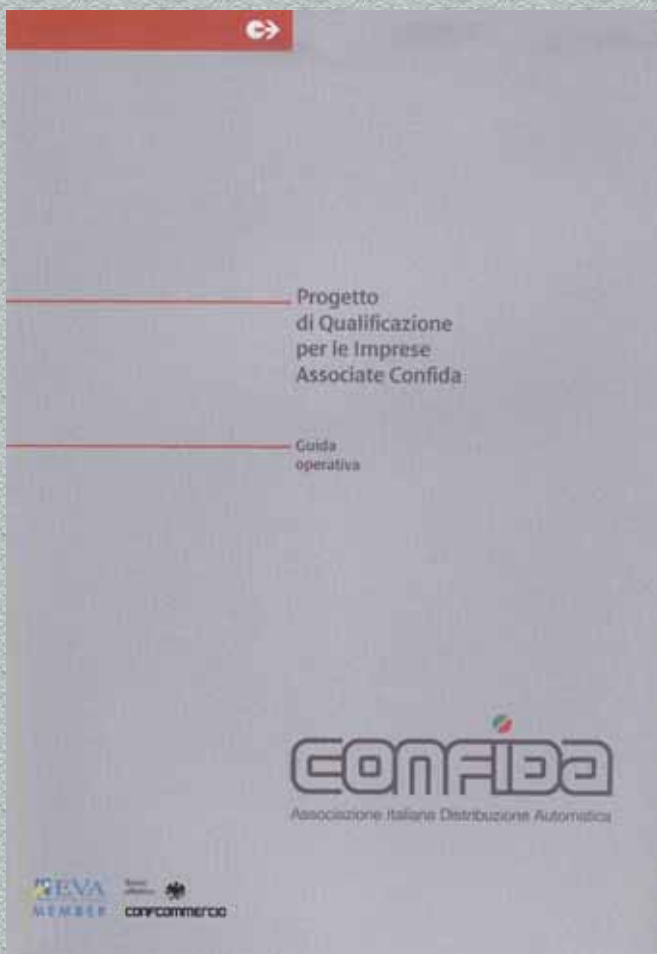 Progetto
di Qualificazione
per le Imprese
Associate Confida
Guida
operativa
CONFIDA
Associazione Italiana Distribuzione Automatica
EVA
MEMBER
CONFCOMMERCIO